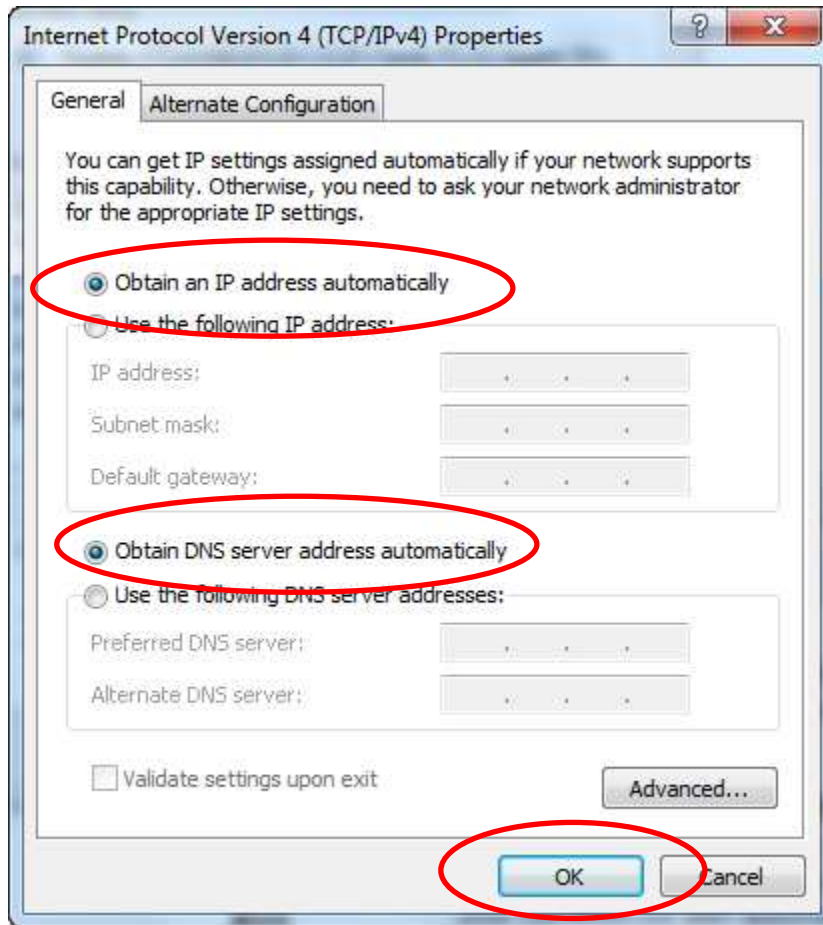 Internet Protocol Version 4 (TCP/IPv4) Properties
General
Alternate Configuration
You can get IP settings assigned automatically if your network supports
this capability. Otherwise, you need to ask your network administrator
for the appropriate IP settings.
Obtain an IP address automatically
Use the following IP address:
IP address:
Subnet mask:
Default gateway:
Obtain DNS server address automatically
Use the following DNS server addresses:
Preferred DNS server:
Alternate DNS server:
Validate settings upon exit
Advanced...
OK
Cancel